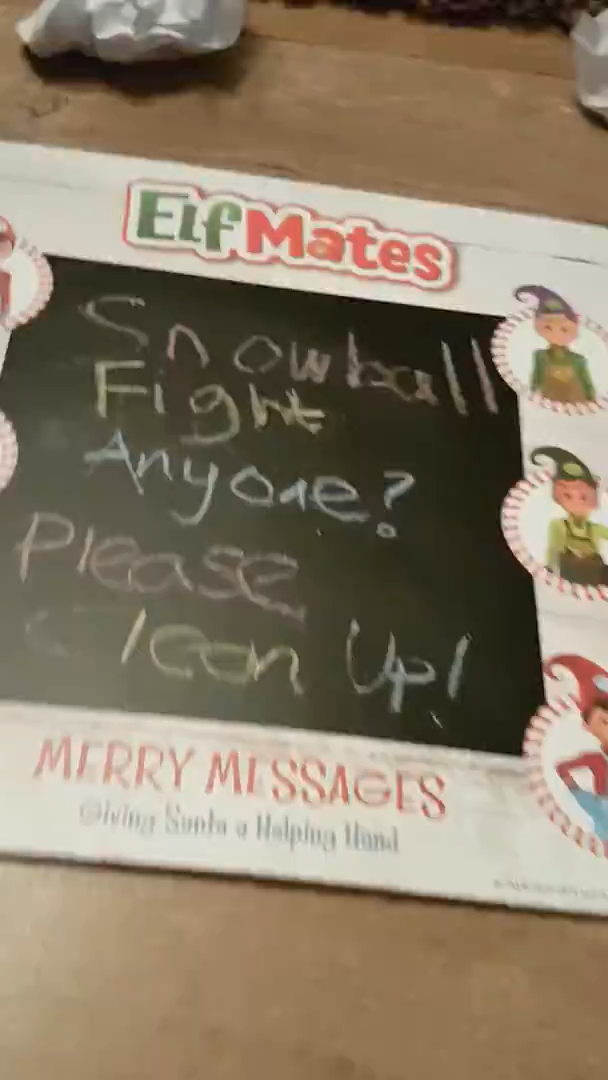 ElfMates
Snowball
Fight
Anyone?
Please
Clean Up!
MERRY MESSAGES
Giving Santa a Helping Hand